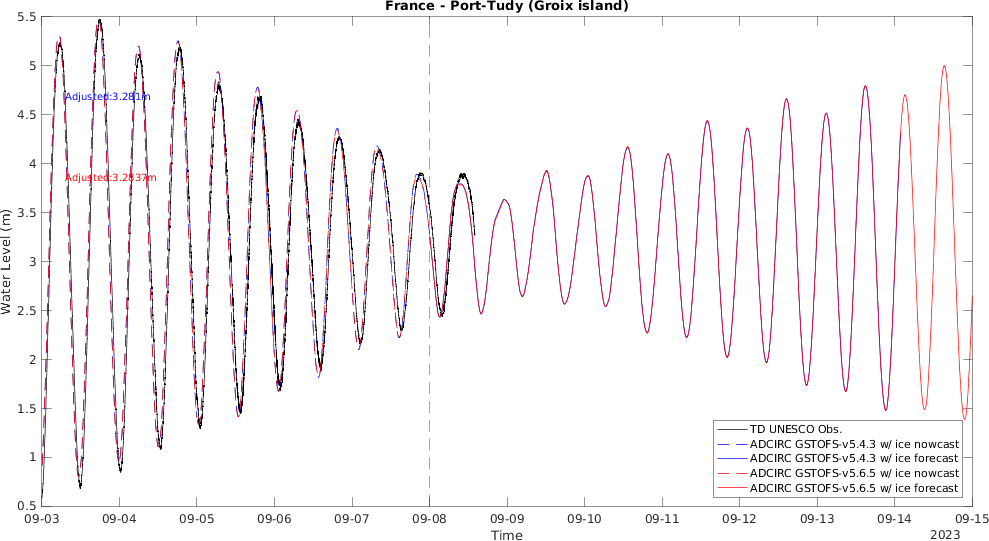 France - Port-Tudy (Groix island)
5.5
5
4.5
4
3.5
3
2.5
2
1.5
1
0.5
Water Level (m)
Adjusted:3.281m
Adjusted:3.2837m
TD UNESCO Obs.
ADCIRC GSTOFS-v5.4.3 w/ ice nowcast
ADCIRC GSTOFS-v5.4.3 w/ ice forecast
ADCIRC GSTOFS-v5.6.5 w/ ice nowcast
ADCIRC GSTOFS-v5.6.5 w/ ice forecast
09-03 09-04 09-05 09-06 09-07 09-08 09-09 09-10 09-11 09-12 09-13 09-14 09-15
Time
2023